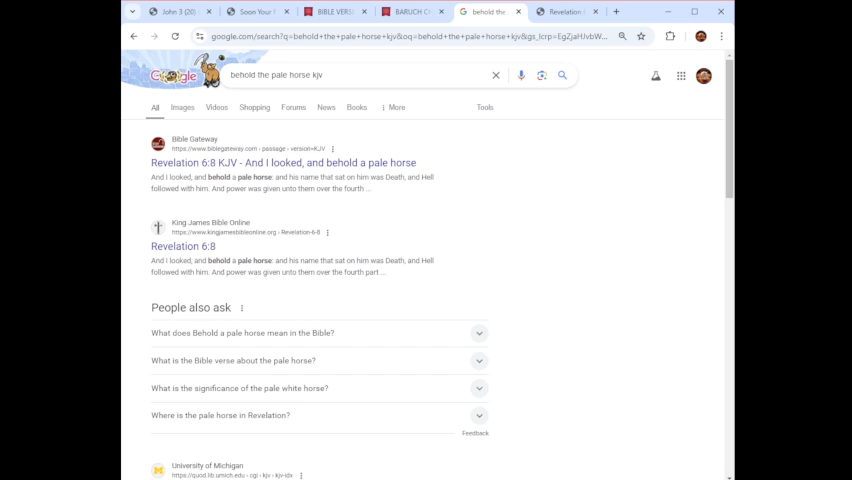 John 3 (20)
Soon Your
BIBLE VERS
BARUCH C
behold the
Revelation
google.com/search?q=behold+the+pale+horse+kjv&oq=behold+the+pale+horse+kjv&gs_lcrp=EgZjaHJvbW...
Google
behold the pale horse kjv
All Images Videos Shopping Forums News Books More Tools
Bible Gateway
https://www.biblegateway.com › passage › version=KJV
Revelation 6:8 KJV - And I looked, and behold a pale horse
And I looked, and behold a pale horse: and his name that sat on him was Death, and Hell
followed with him. And power was given unto them over the fourth ...
King James Bible Online
https://www.kingjamesbibleonline.org › Revelation-6-8
Revelation 6:8
And I looked, and behold a pale horse: and his name that sat on him was Death, and Hell
followed with him. And power was given unto them over the fourth part ...
People also ask
What does Behold a pale horse mean in the Bible?
What is the Bible verse about the pale horse?
What is the significance of the pale white horse?
Where is the pale horse in Revelation?
Feedback
University of Michigan
https://quod.lib.umich.edu › cgi › kjv › kjv-idx